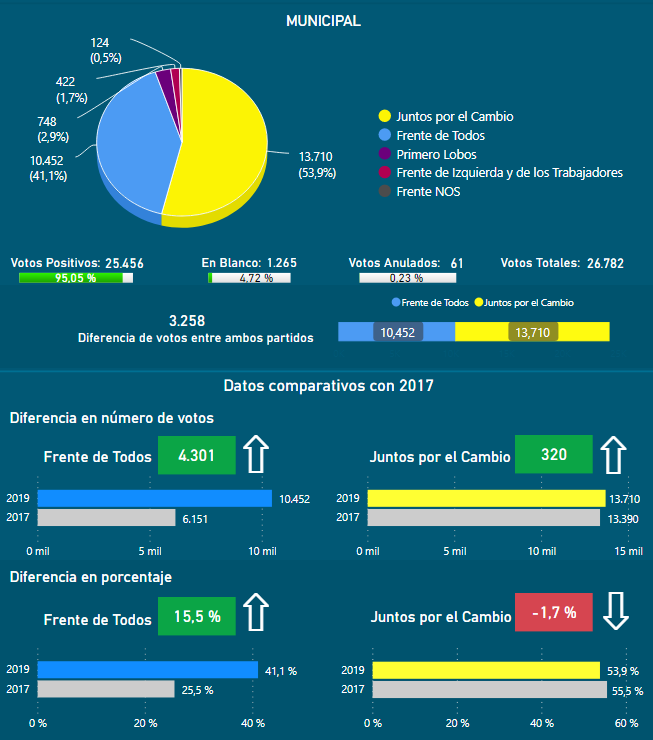 MUNICIPAL
124
(0,5%)
422
(1,7%)
748
(2,9%)
10.452
(41,1%)
13.710
(53,9%)
Juntos por el Cambio
Frente de Todos
Primero Lobos
Frente de Izquierda y de los Trabajadores
Frente NOS
Votos Positivos: 25.456
95,05 %
En Blanco: 1.265
4,72 %
Votos Anulados: 61
0,23 %
Votos Totales: 26.782
3.258
Diferencia de votos entre ambos partidos
Frente de Todos Juntos por el Cambio
10,452 13,710
Datos comparativos con 2017
Diferencia en número de votos
Frente de Todos 4.301
2019 10.452
2017 6.151
0 mil 5 mil 10 mil
Juntos por el Cambio 320
2019 13.710
2017 13.390
0 mil 5 mil 10 mil 15 mil
Diferencia en porcentaje
Frente de Todos 15,5 %
2019 41,1 %
2017 25,5 %
0 % 20 % 40 %
Juntos por el Cambio -1,7 %
2019 53,9 %
2017 55,5 %
0 % 20 % 40 % 60 %